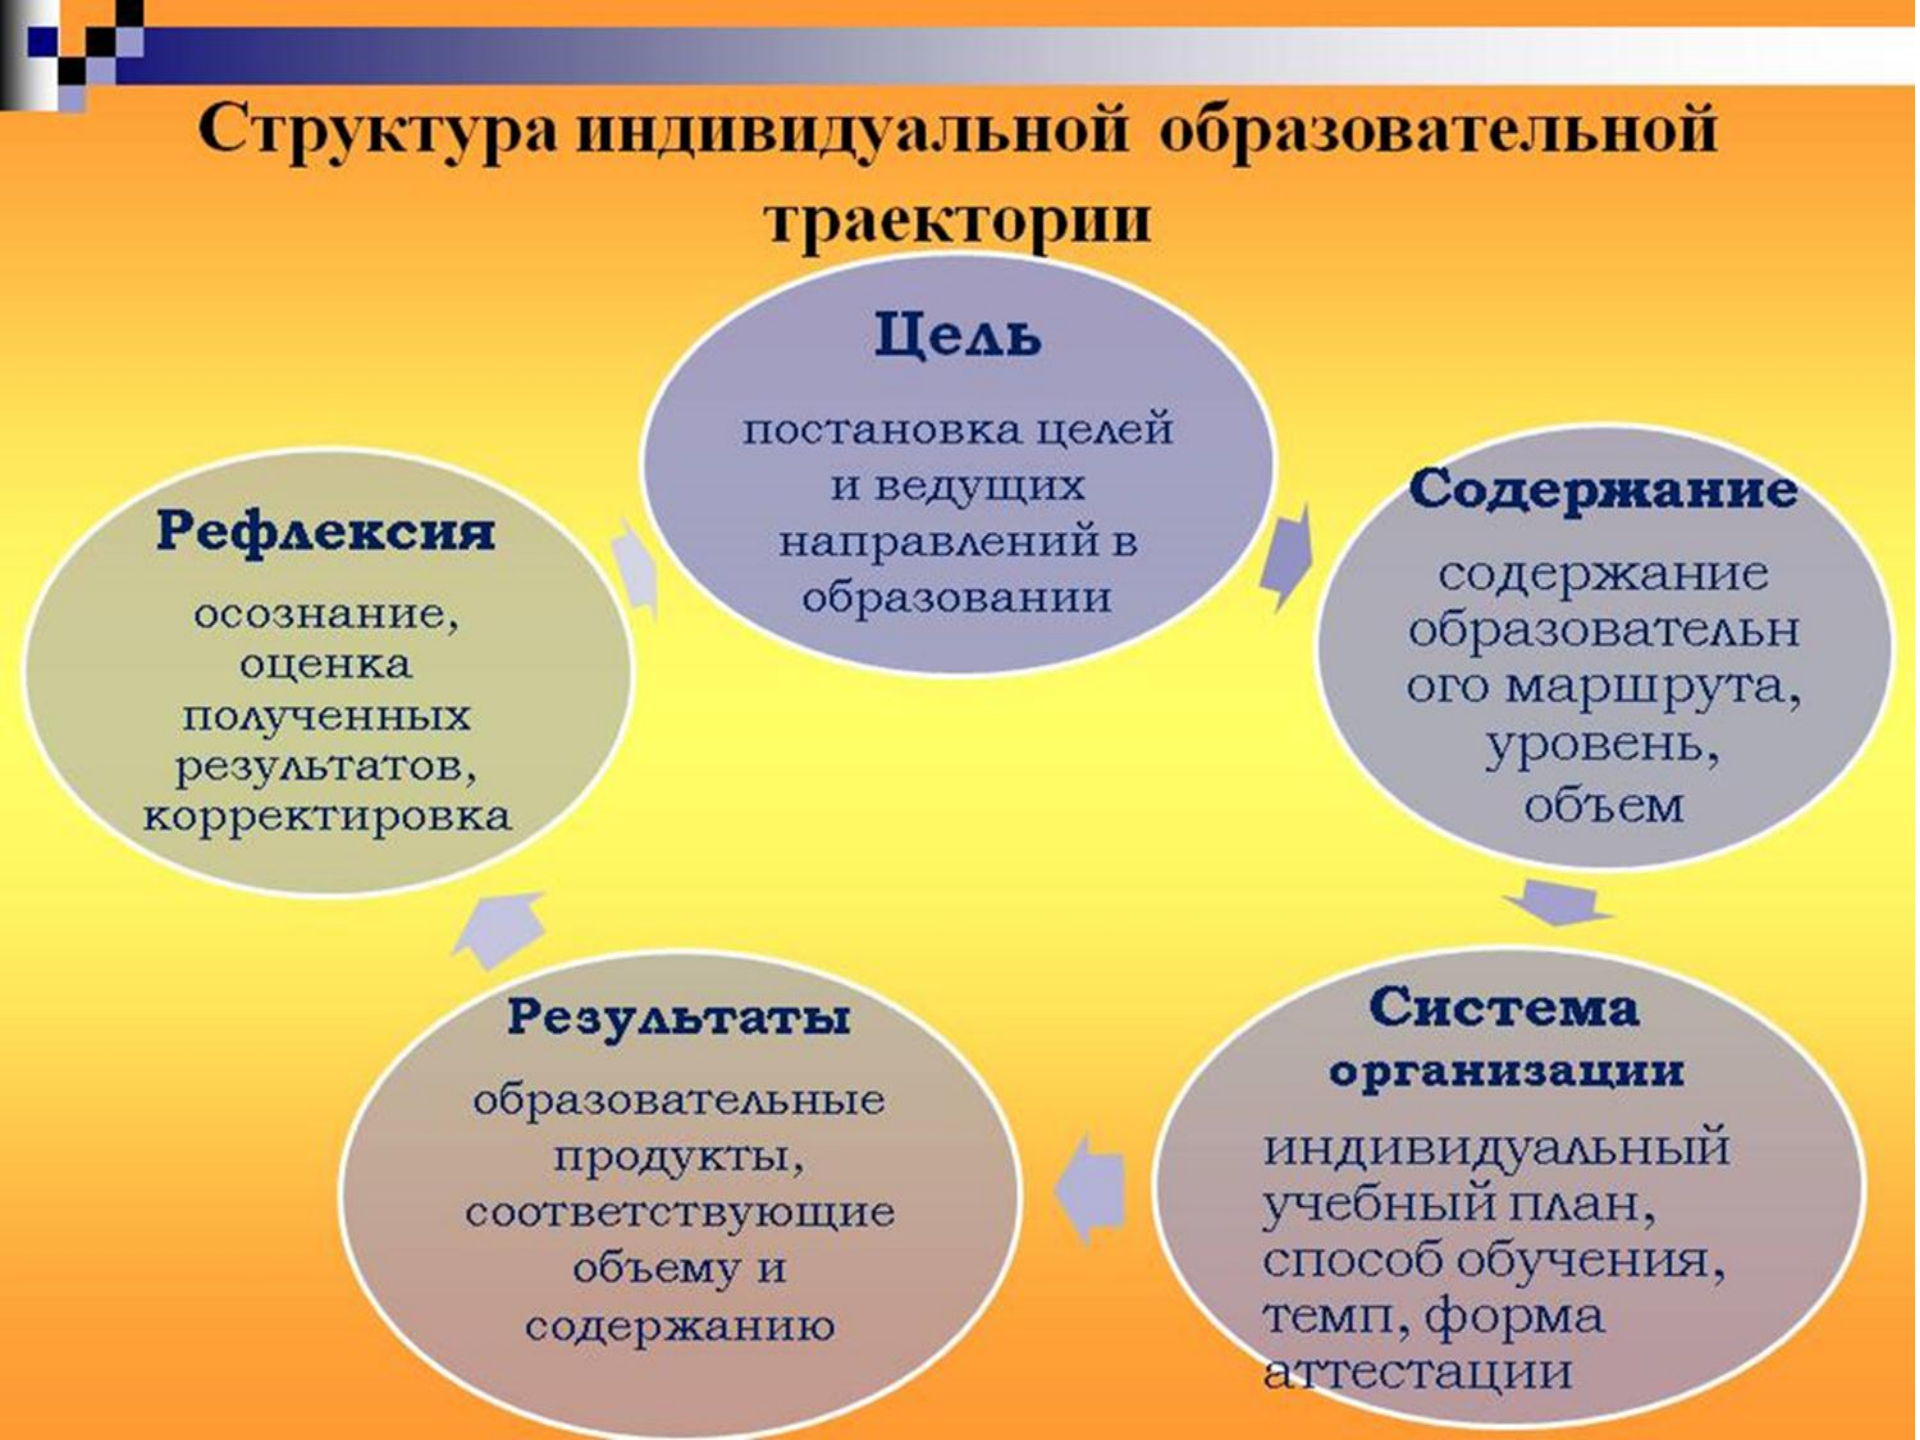 Структура индивидуальной образовательной
траектории
Цель
постановка целей
и ведущих
направлений в
образовании
Содержание
содержание
образовательн
ого маршрута,
уровень,
объем
Система
организации
индивидуальный
учебный план,
способ обучения,
темп, форма
аттестации
Результаты
образовательные
продукты,
соответствующие
объему и
содержанию
Рефлексия
осознание,
оценка
полученных
результатов,
корректировка